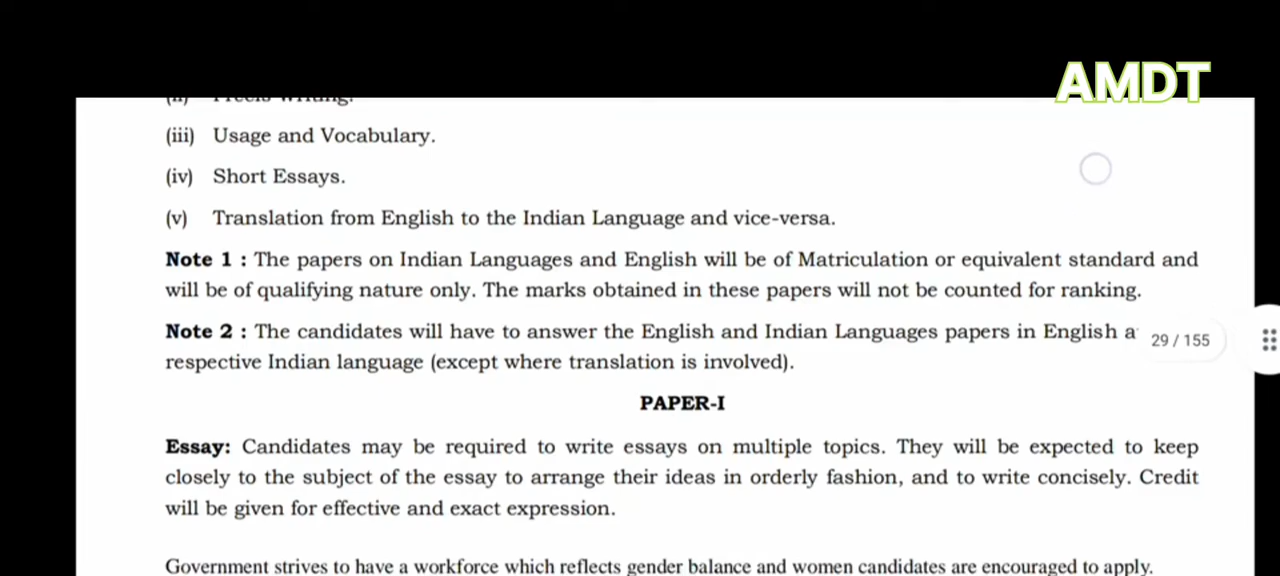 AMDT
(iii) Usage and Vocabulary.
(iv) Short Essays.
(v) Translation from English to the Indian Language and vice-versa.
Note 1 : The papers on Indian Languages and English will be of Matriculation or equivalent standard and
will be of qualifying nature only. The marks obtained in these papers will not be counted for ranking.
Note 2 : The candidates will have to answer the English and Indian Languages papers in English a
29 / 155
respective Indian language (except where translation is involved).
PAPER-I
Essay: Candidates may be required to write essays on multiple topics. They will be expected to keep
closely to the subject of the essay to arrange their ideas in orderly fashion, and to write concisely. Credit
will be given for effective and exact expression.
Government strives to have a workforce which reflects gender balance and women candidates are encouraged to apply.